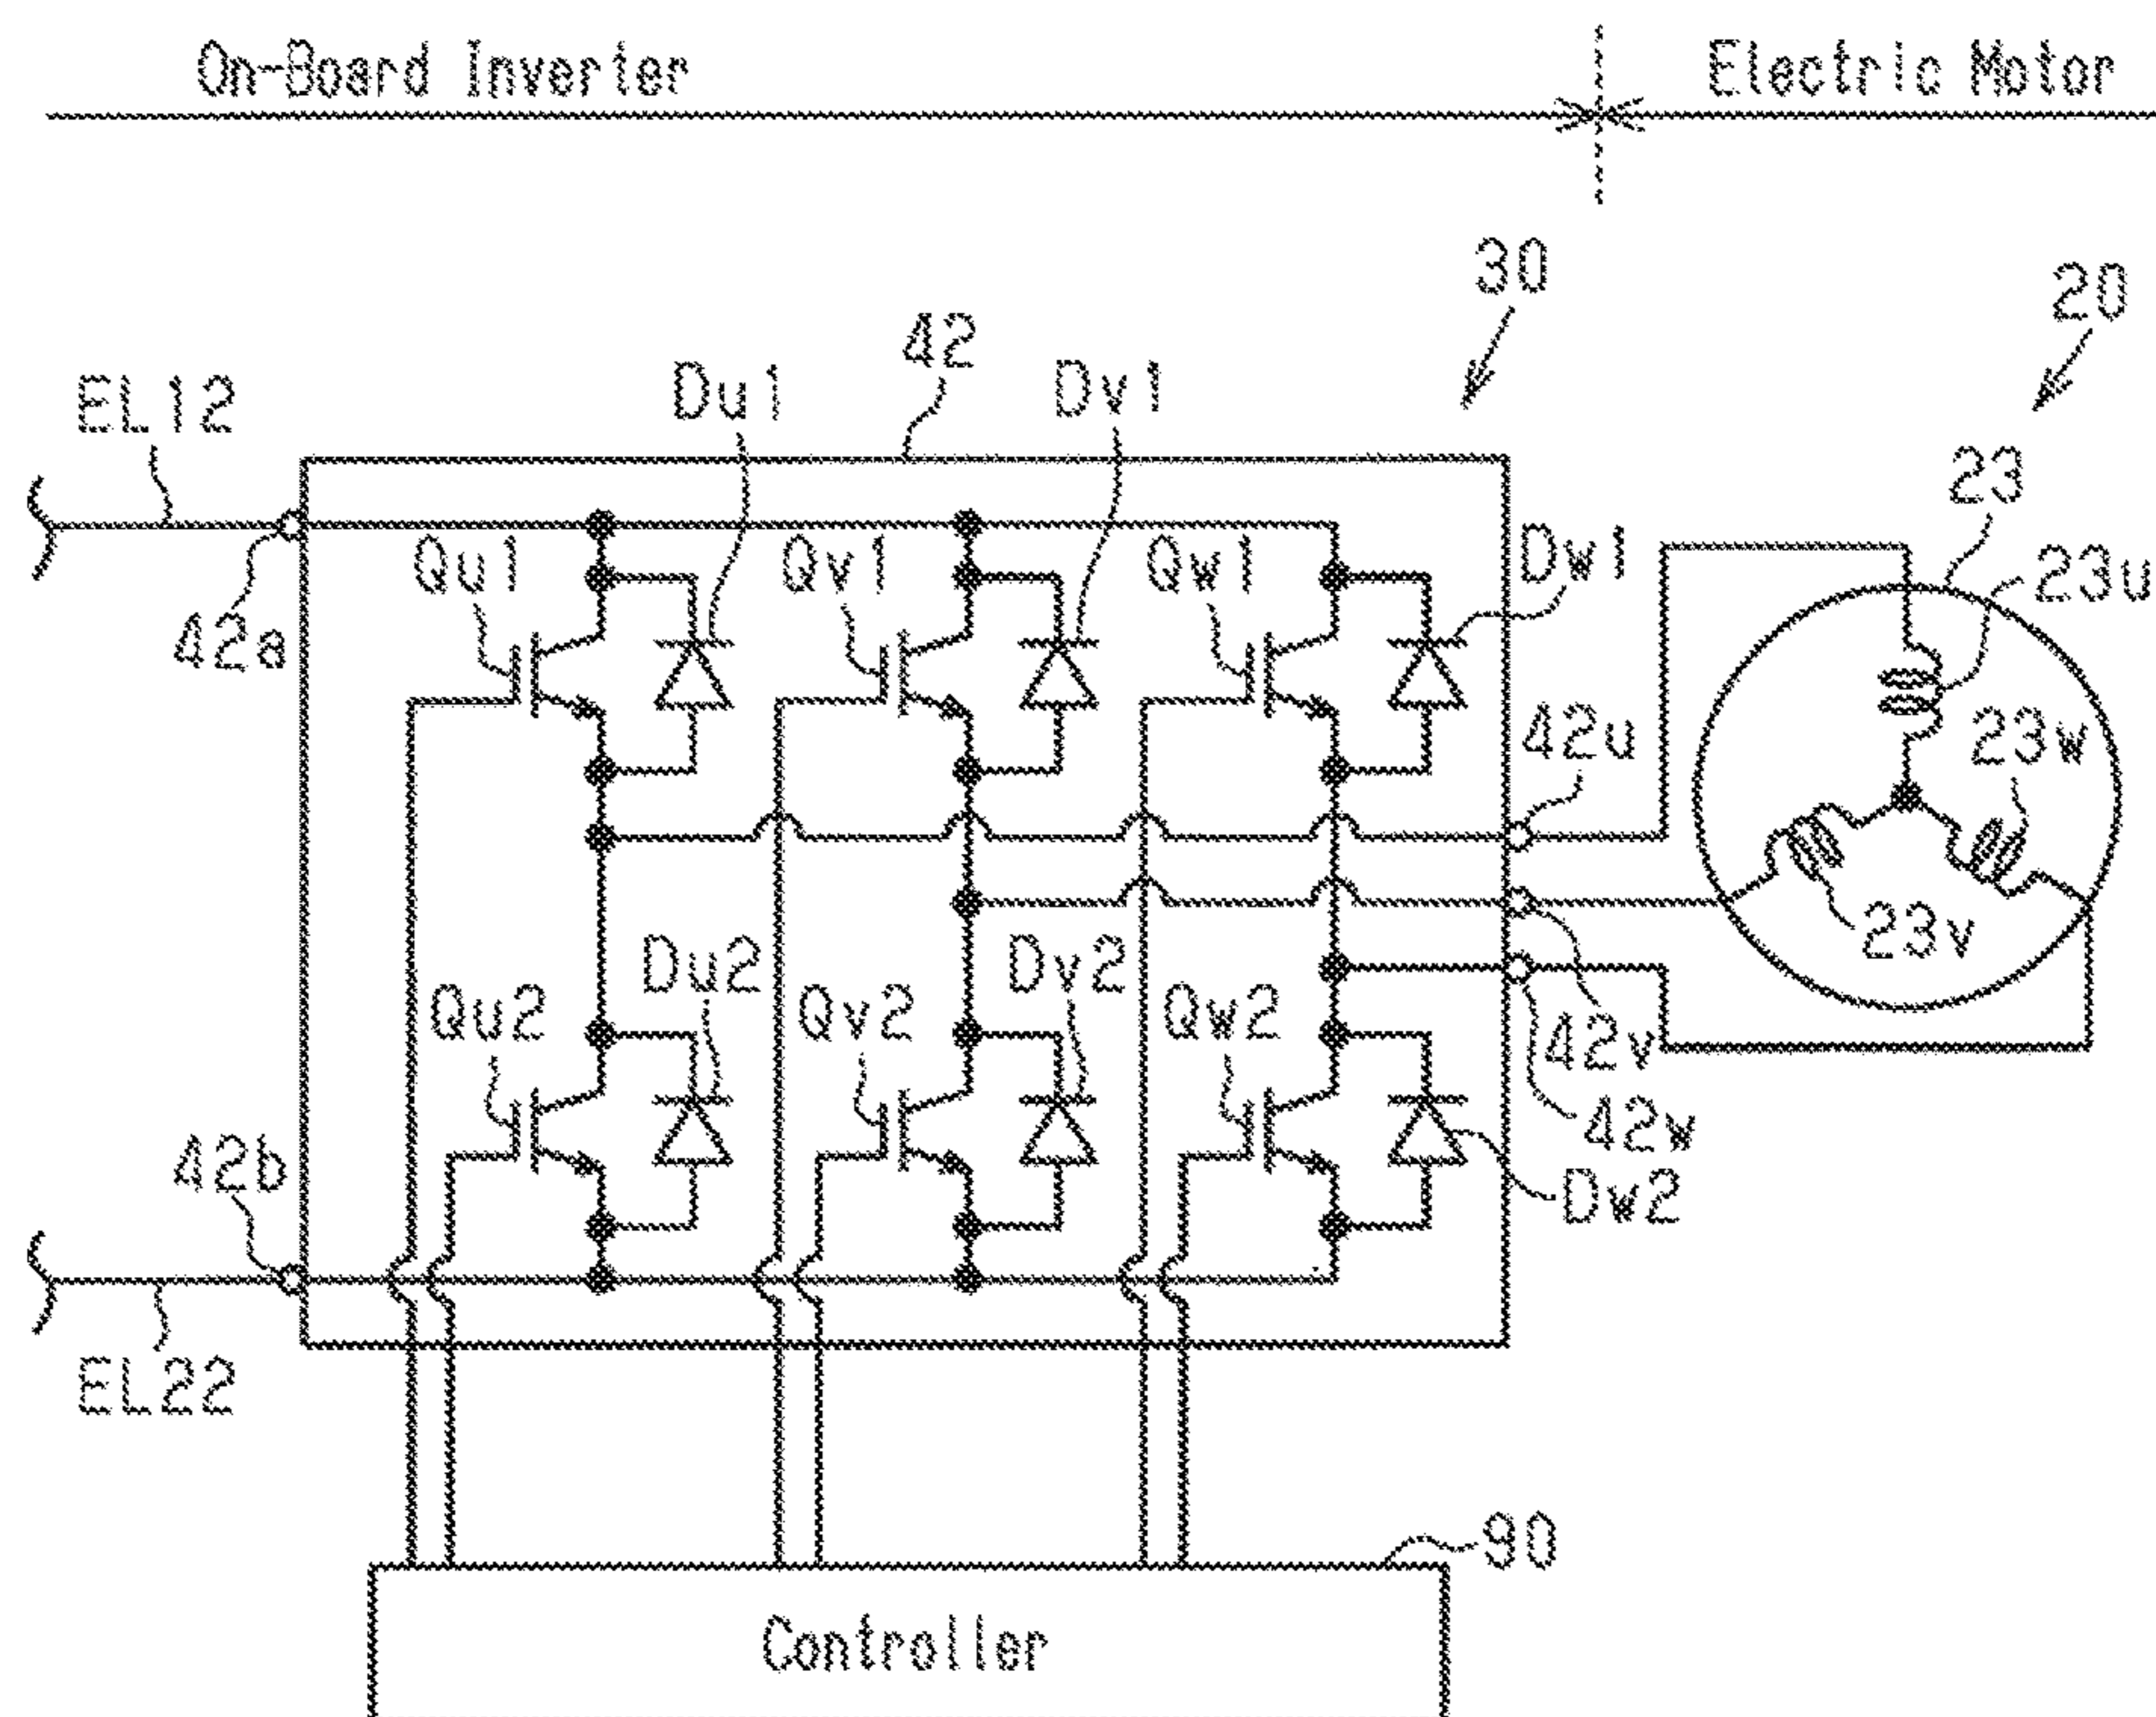 On-Board Inverter
Electric Motor
30
20
42
Du1
Dv1
EL12
23
Qu1
Qv1
Qw1
Dw1
23u
42a
42u
23w
23v
Du2
Dv2
Qu2
Qv2
Qw2
42v
42w
42b
Dw2
EL22
90
Controller